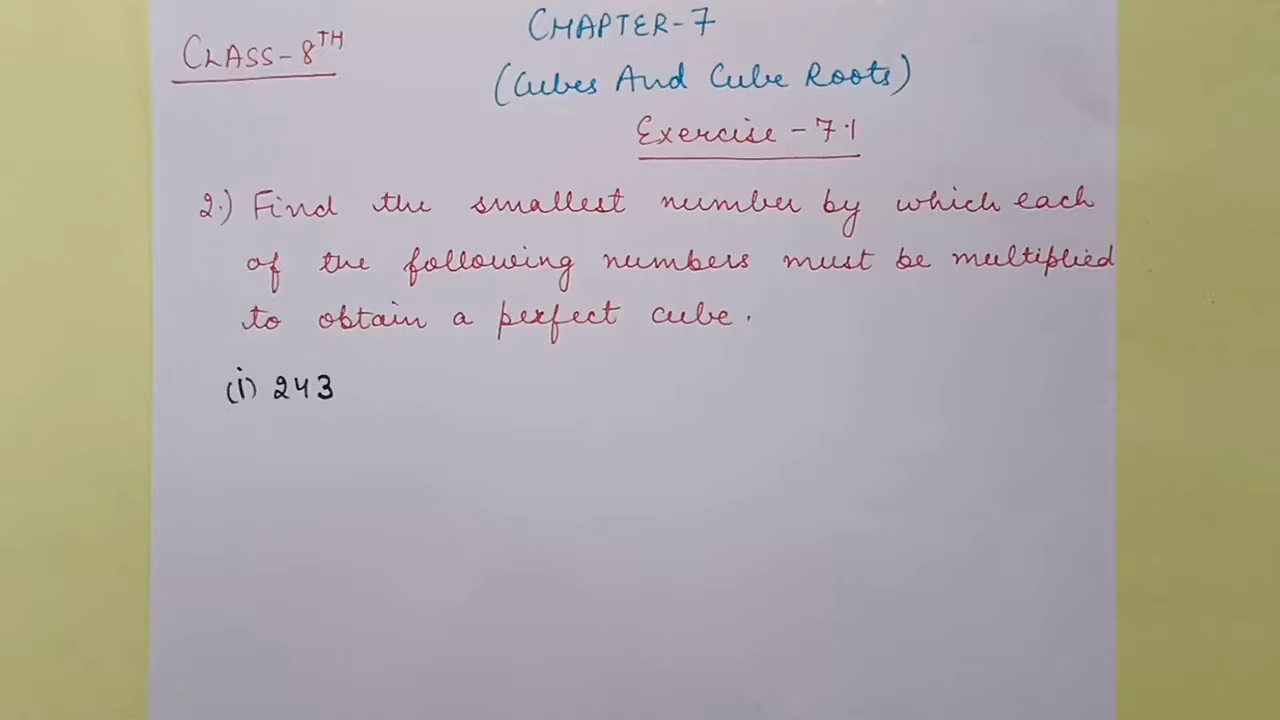 CLASS-8TH
CHAPTER-7
(Cubes And Cube Roots)
Exercise - 7.1
2.) Find the smallest number by which each
of the following numbers must be multiplied
to obtain a perfect cube.
(i) 243